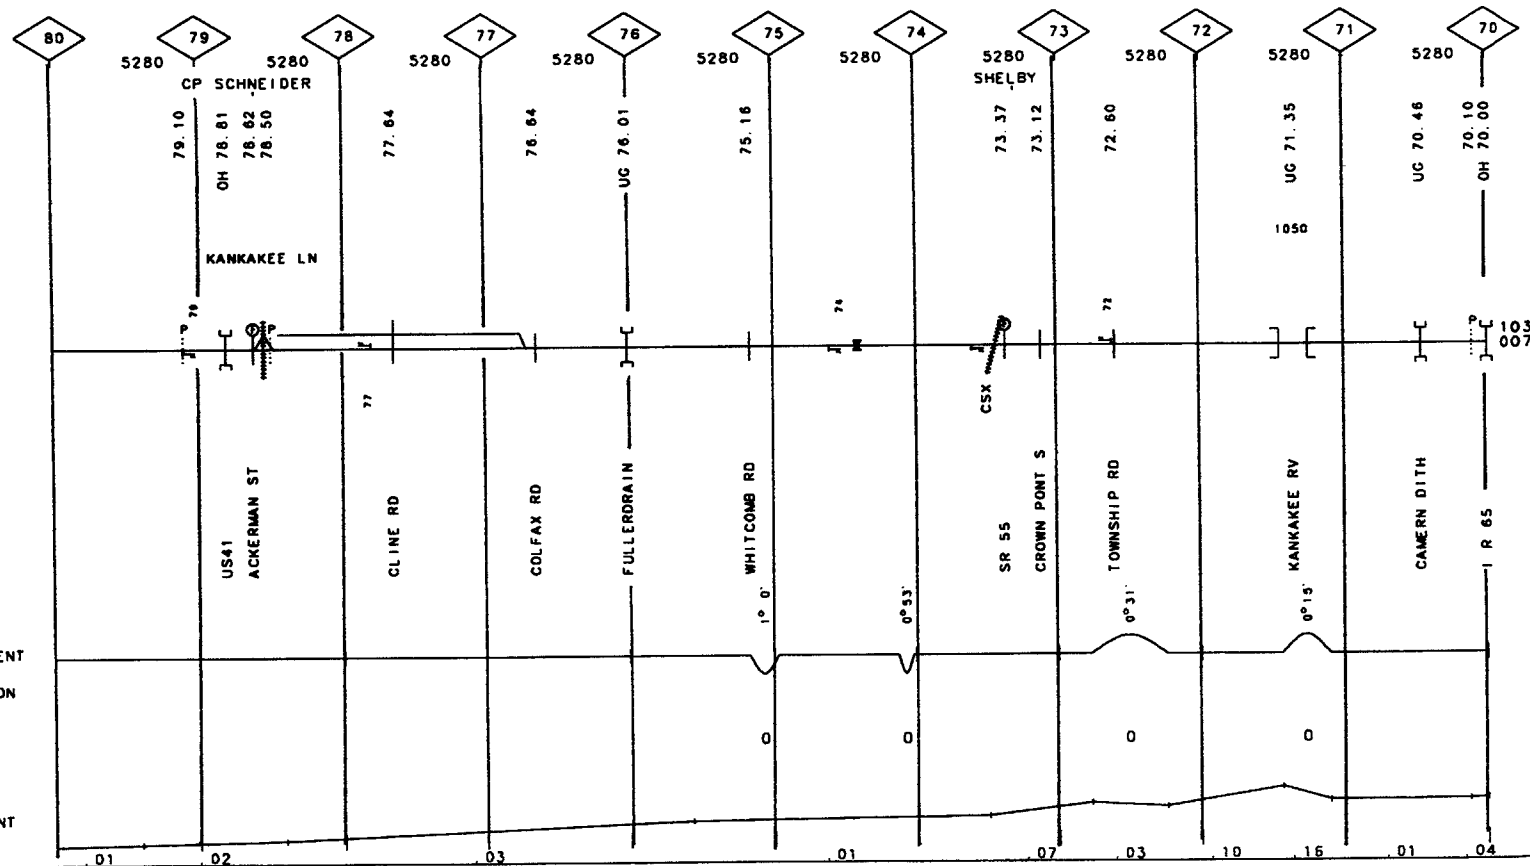 80 79 78 77 76 75 74 73 72 71 70
5280 5280 5280 5280 5280 5280 5280 5280 5280 5280
CP SCHNEIDER
SHELBY
79.10
OH 78.81
78.62
78.50
77.64
76.64
UG 76.01
75.16
73.37
73.12
72.60
UG 71.35
UG 70.46
70.10
OH 70.00
1050
KANKAKEE LN
79
74
72
P
P
P
103
007
77
CSX
US41
ACKERMAN ST
CLINE RD
COLFAX RD
FULLERDRAIN
WHITCOMB RD
SR 55
CROWN PONT S
TOWNSHIP RD
KANKAKEE RV
CAMERN DITH
I R 65
1° 0'
0°53'
0°31'
0°15'
ENT
ON
0 0 0 0
NT
.01 .02 .03 .01 .07 .03 .10 .16 .01 .04